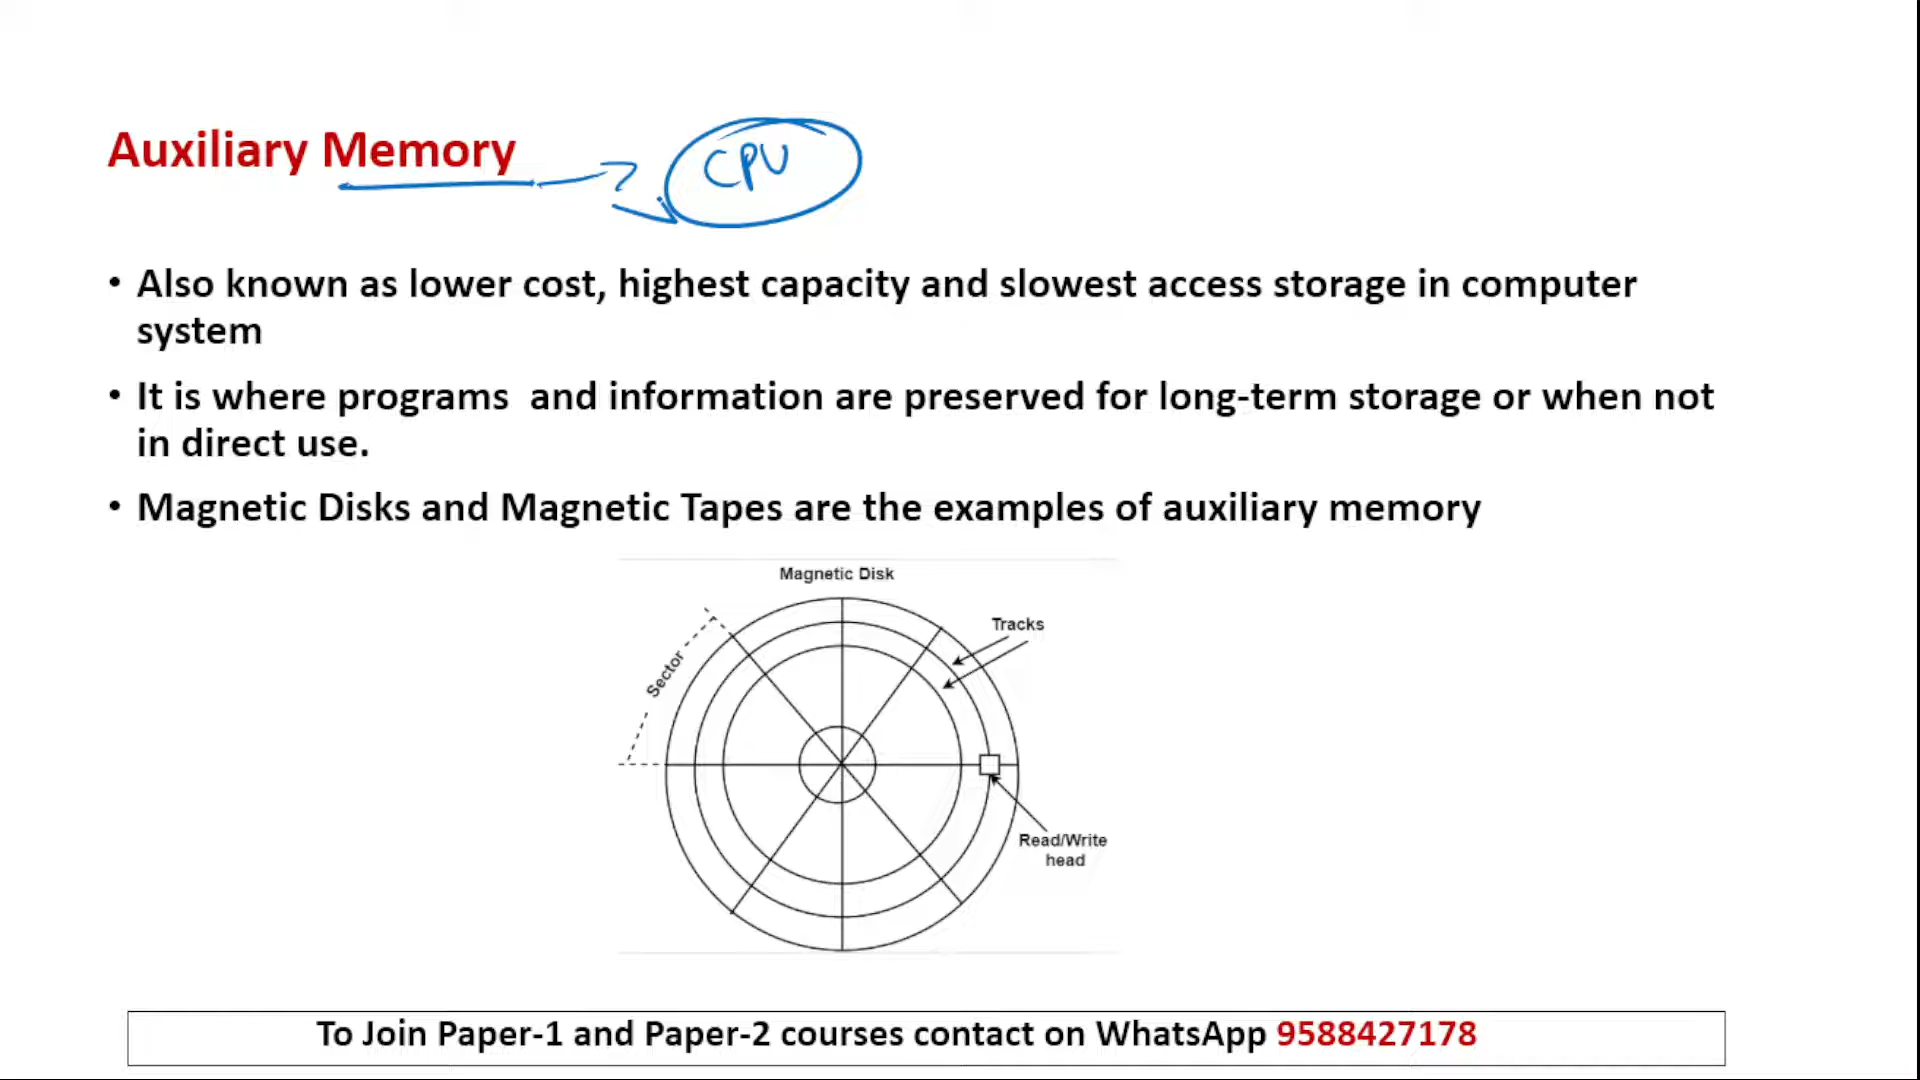 Auxiliary Memory
CPU
• Also known as lower cost, highest capacity and slowest access storage in computer
system
• It is where programs  and information are preserved for long-term storage or when not
in direct use.
• Magnetic Disks and Magnetic Tapes are the examples of auxiliary memory
Magnetic Disk
Tracks
Sector
Read/Write
head
To Join Paper-1 and Paper-2 courses contact on WhatsApp 9588427178